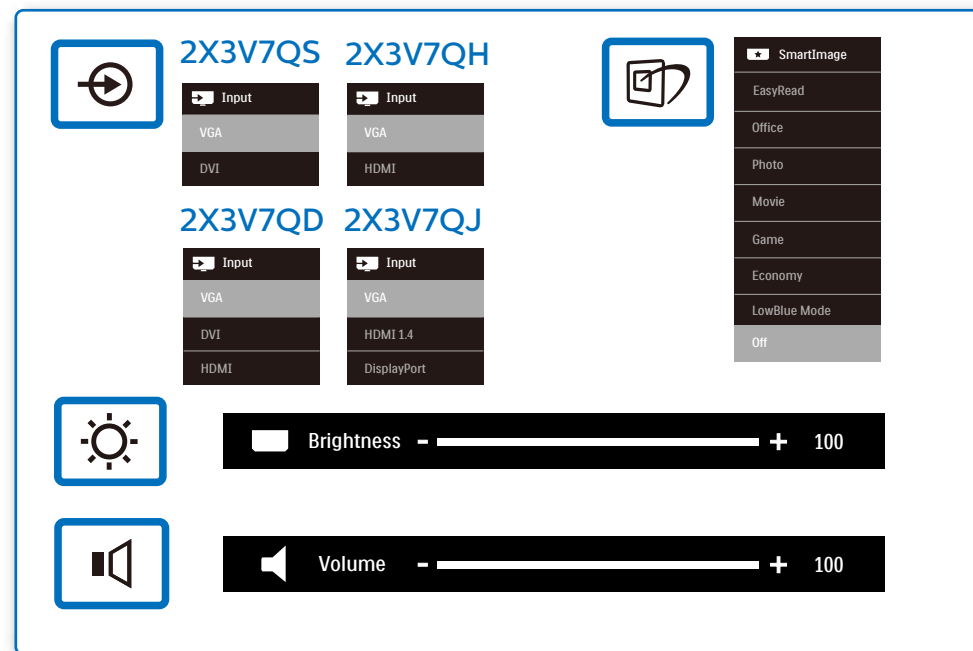 2X3V7QS
Input
VGA
DVI
2X3V7QH
Input
VGA
HDMI
2X3V7QD
Input
VGA
DVI
HDMI
2X3V7QJ
Input
VGA
HDMI 1.4
DisplayPort
SmartImage
EasyRead
Office
Photo
Movie
Game
Economy
LowBlue Mode
Off
Brightness - + 100
Volume - + 100